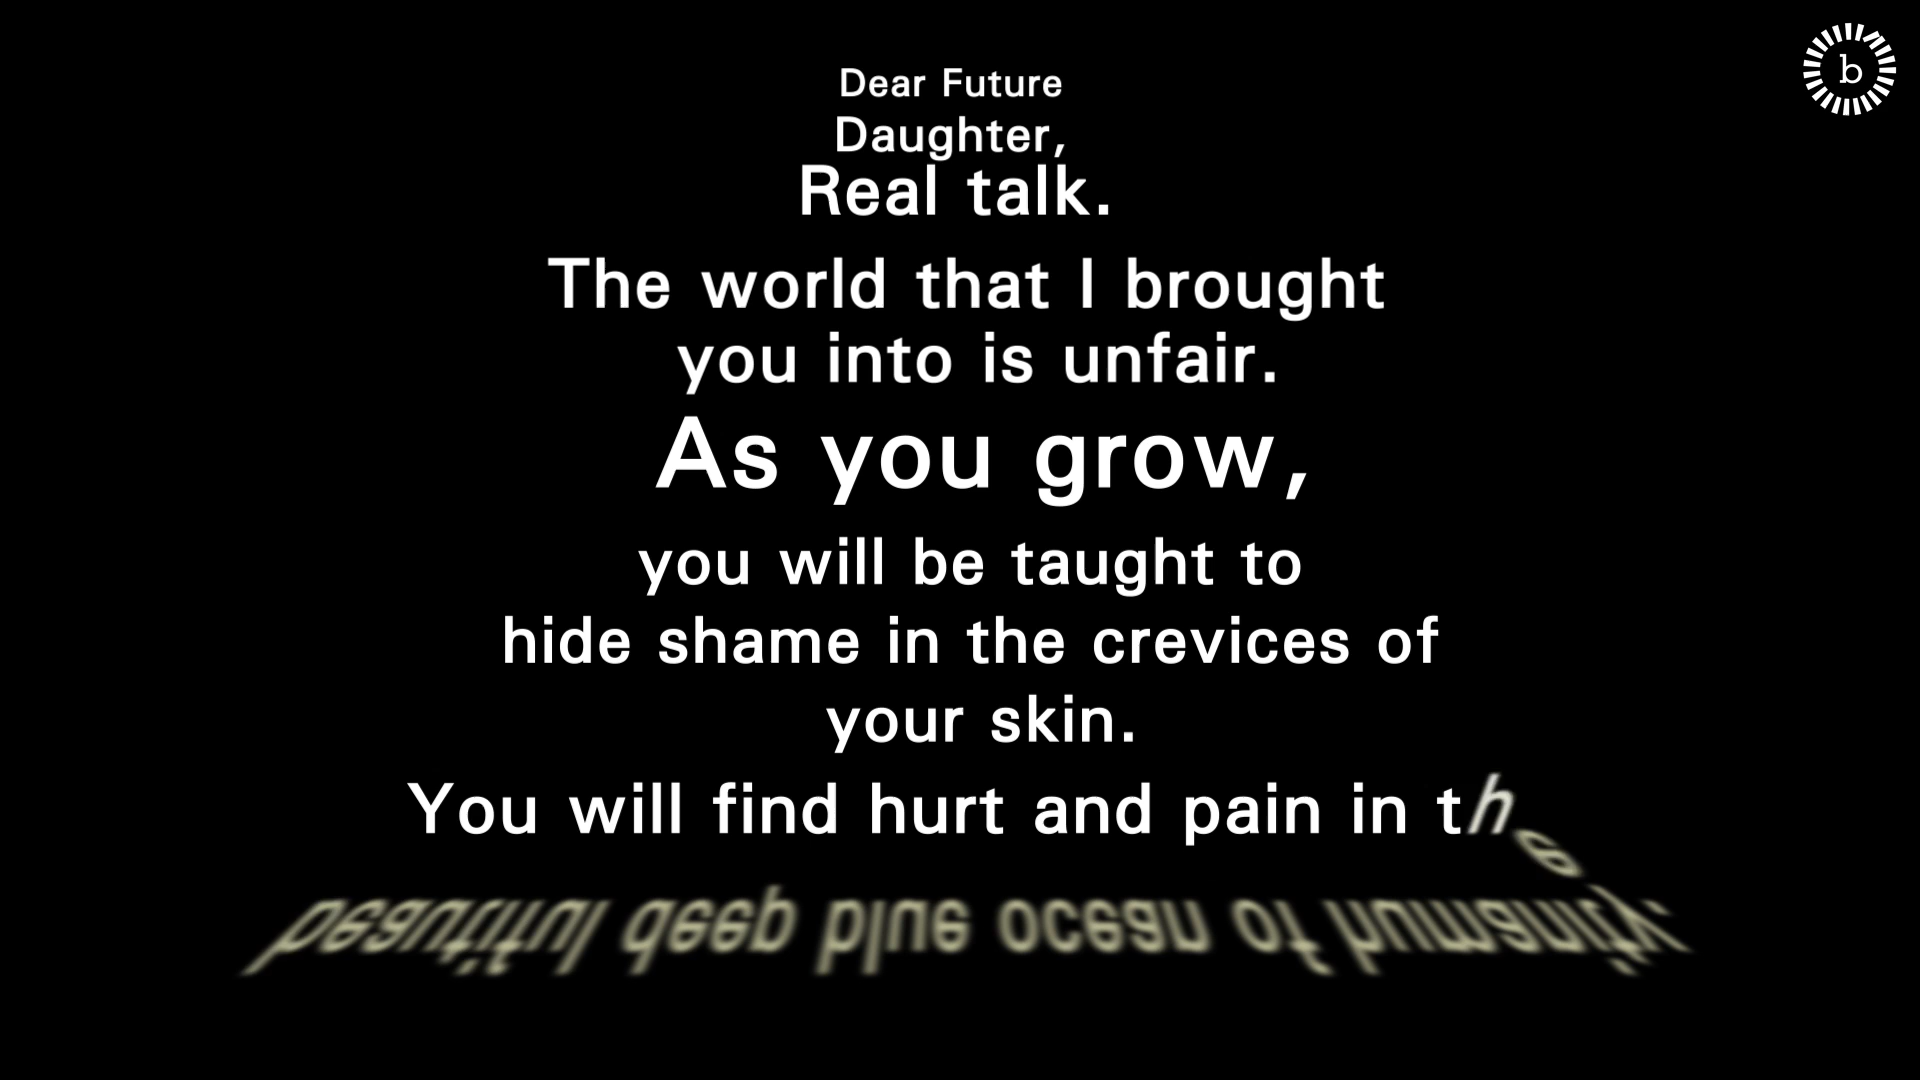 b
Dear Future
Daughter,
Real talk.
The world that I brought
you into is unfair.
As you grow,
you will be taught to
hide shame in the crevices of
your skin.
You will find hurt and pain in the
beautiful deep blue ocean of humanity.